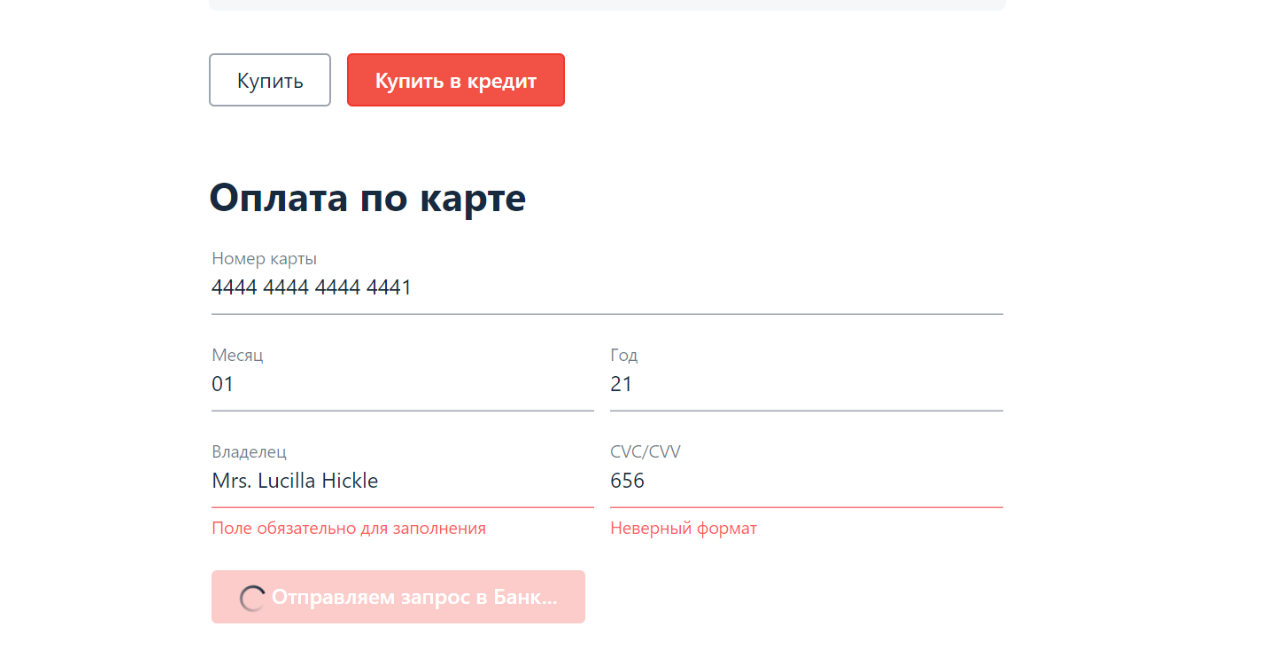 Купить Купить в кредит
Оплата по карте
Номер карты
4444 4444 4444 4441
Месяц Год
01 21
Владелец CVC/CVV
Mrs. Lucilla Hickle 656
Поле обязательно для заполнения Неверный формат
Отправляем запрос в Банк...